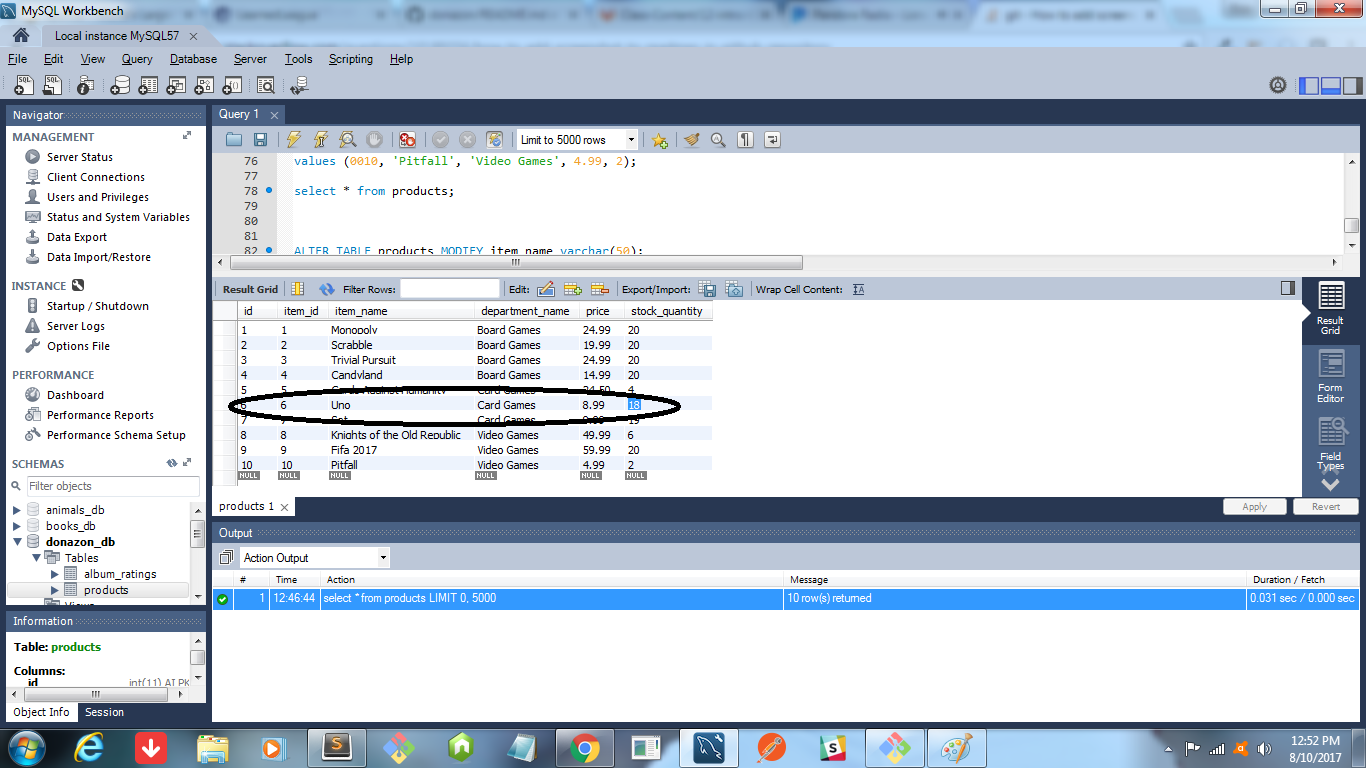 MySQL Workbench
Local instance MySQL57
File Edit View Query Database Server Tools Scripting Help
Navigator
MANAGEMENT
Server Status
Client Connections
Users and Privileges
Status and System Variables
Data Export
Data Import/Restore
INSTANCE
Startup / Shutdown
Server Logs
Options File
PERFORMANCE
Dashboard
Performance Reports
Performance Schema Setup
SCHEMAS
Filter objects
animals_db
books_db
donazon_db
Tables
album_ratings
products
Views
Information
Table: products
Columns:
id int(11) AI PK
Object Info Session
Query 1
Limit to 5000 rows
76 values (0010, 'Pitfall', 'Video Games', 4.99, 2);
77
78 select * from products;
79
80
81
82 ALTER TABLE products MODIFY item_name varchar(50);
Result Grid Filter Rows: Edit: Export/Import: Wrap Cell Content:
id item_id item_name department_name price stock_quantity
1 1 Monopoly Board Games 24.99 20
2 2 Scrabble Board Games 19.99 20
3 3 Trivial Pursuit Board Games 24.99 20
4 4 Candyland Board Games 14.99 20
5 5 Cards Against Humanity Card Games 24.50 4
6 6 Uno Card Games 8.99 18
7 7 Set Card Games 19
8 8 Knights of the Old Republic Video Games 49.99 6
9 9 Fifa 2017 Video Games 59.99 20
10 10 Pitfall Video Games 4.99 2
NULL NULL NULL NULL NULL NULL
Result Grid
Form Editor
Field Types
products 1
Apply Revert
Output
Action Output
# Time Action Message Duration / Fetch
1 12:46:44 select * from products LIMIT 0, 5000 10 row(s) returned 0.031 sec / 0.000 sec
12:52 PM
8/10/2017